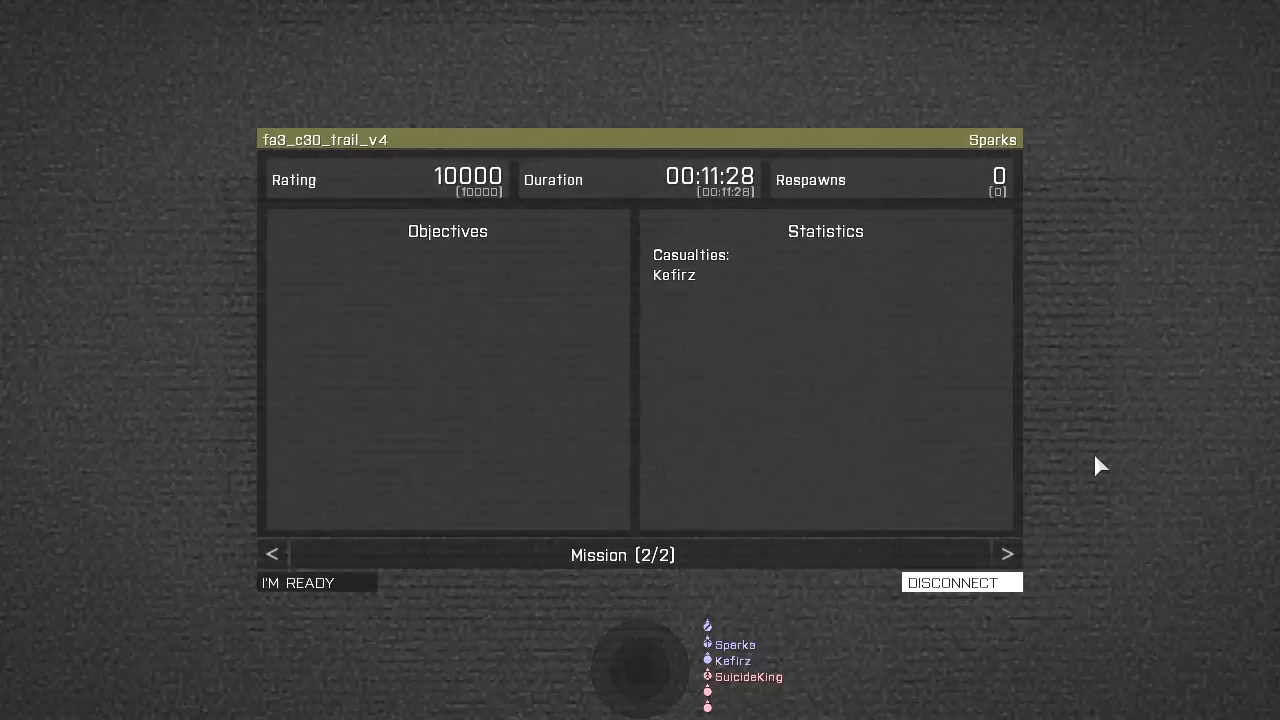 fa3_c30_trail_v4 Sparks
Rating 10000 Duration 00:11:28 Respawns 0
[10000] [00:11:28] [0]
Objectives Statistics
Casualties:
Kefirz
< Mission [2/2] >
I'M READY DISCONNECT
Sparks
Kefirz
SuicideKing